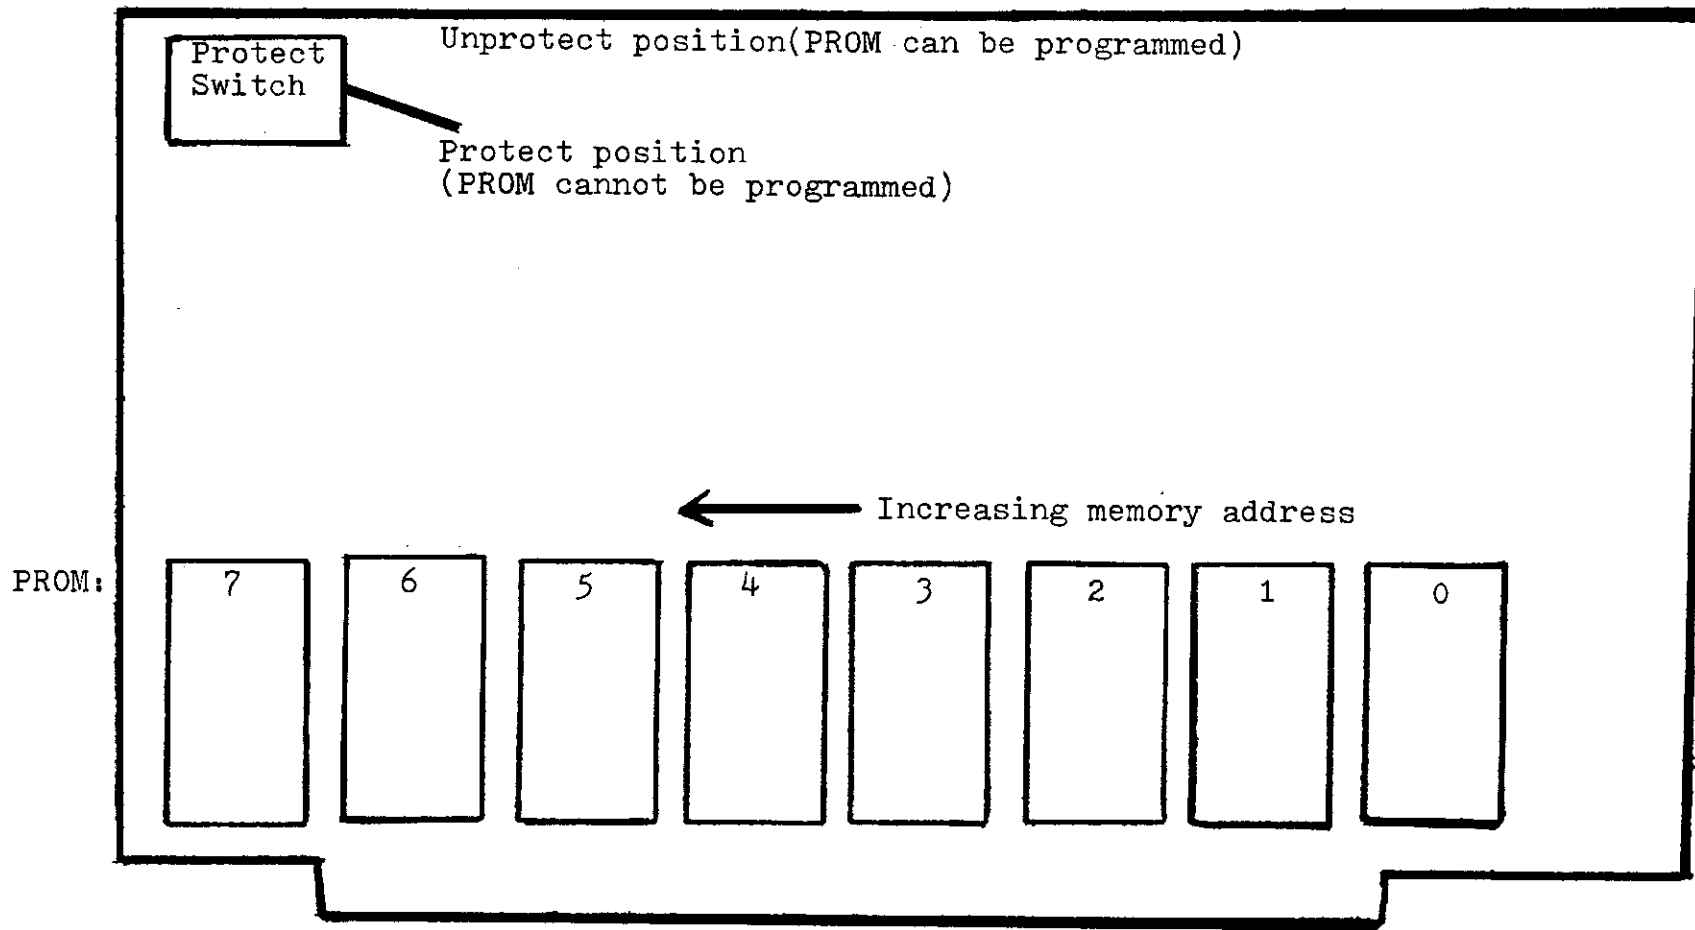 Unprotect position(PROM can be programmed)
Protect
Switch
Protect position
(PROM cannot be programmed)
Increasing memory address
PROM: 7 6 5 4 3 2 1 0